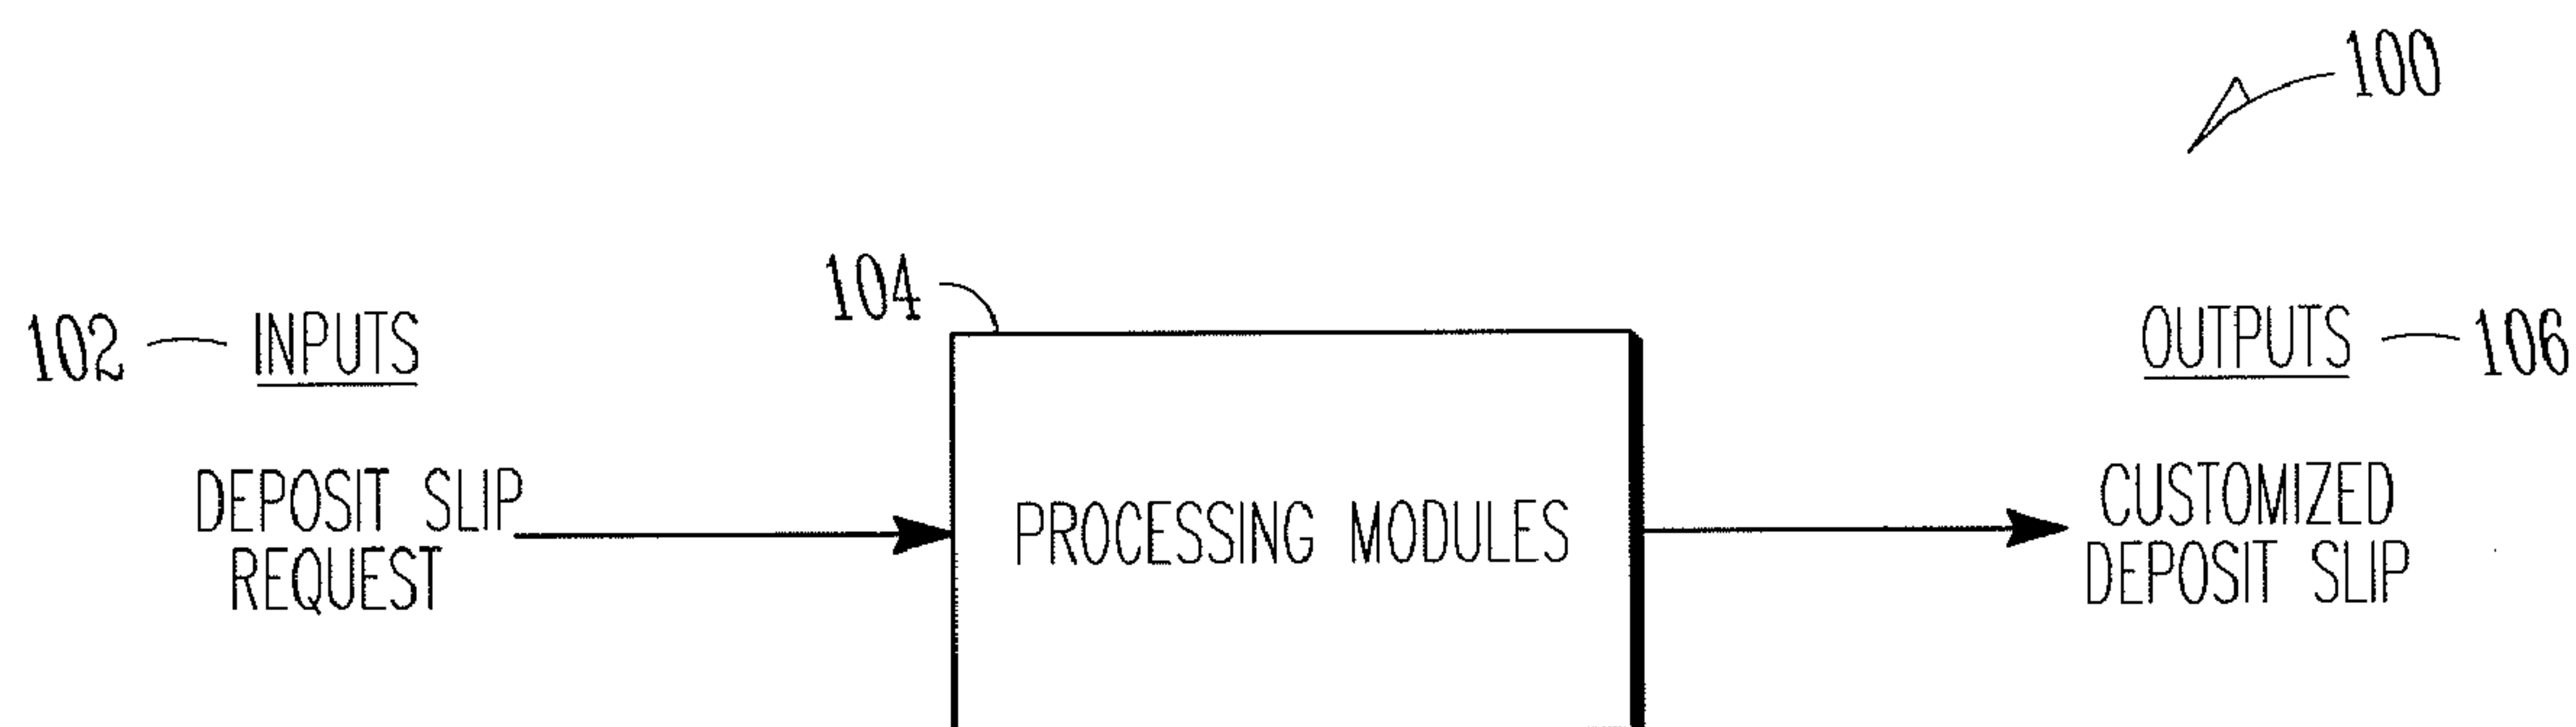 100
102
INPUTS
104
OUTPUTS
106
DEPOSIT SLIP
REQUEST
PROCESSING MODULES
CUSTOMIZED
DEPOSIT SLIP